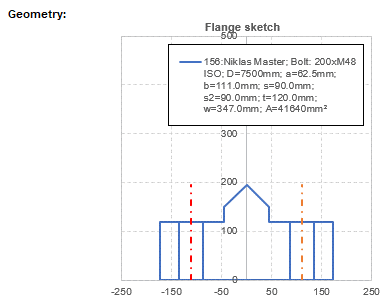 Geometry:
Flange sketch
500
156:Niklas Master; Bolt: 200xM48
ISO; D=7500mm; a=62.5mm;
b=111.0mm; s=90.0mm;
s2=90.0mm; t=120.0mm;
w=347.0mm; A=41640mm²
300
200
100
0
-250
-150
-50
50
150
250